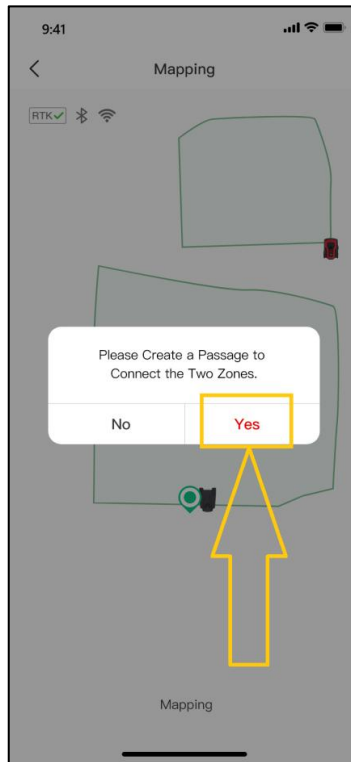 9:41
Mapping
RTK
Please Create a Passage to
Connect the Two Zones.
No
Yes
Mapping